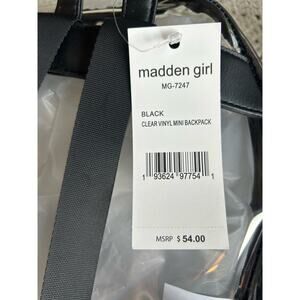 madden girl
MG-7247
BLACK
CLEAR VINYL MINI BACKPACK
1 93624 97754 1
MSRP $ 54.00